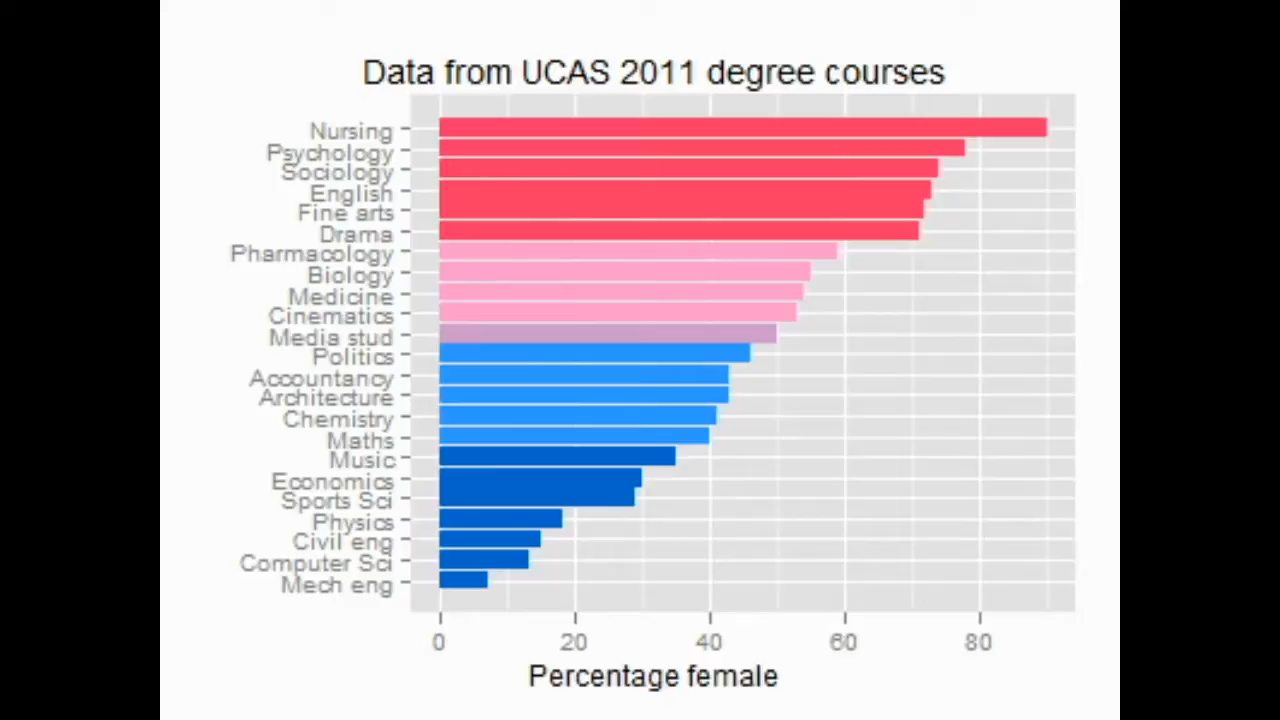 Data from UCAS 2011 degree courses
Nursing
Psychology
Sociology
English
Fine arts
Drama
Pharmacology
Biology
Medicine
Cinematics
Media stud
Politics
Accountancy
Architecture
Chemistry
Maths
Music
Economics
Sports Sci
Physics
Civil eng
Computer Sci
Mech eng
0 20 40 60 80
Percentage female